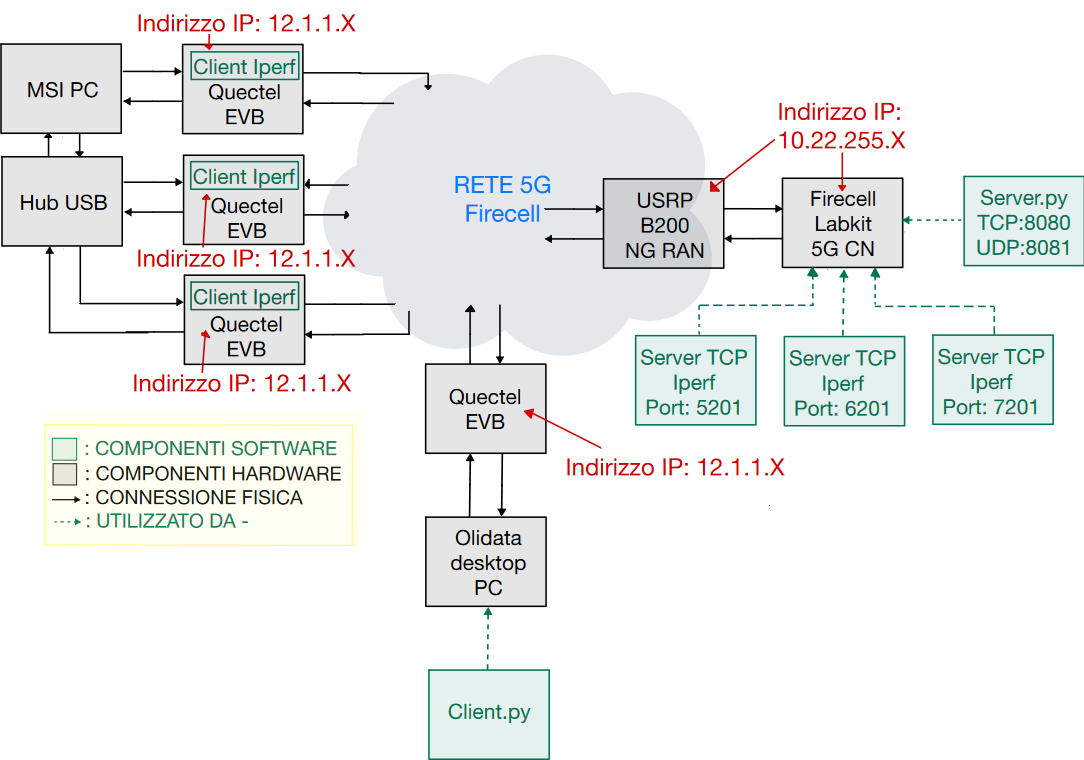 Indirizzo IP: 12.1.1.X
MSI PC
Client Iperf
Quectel
EVB
Hub USB
Client Iperf
Quectel
EVB
Indirizzo IP: 12.1.1.X
Client Iperf
Quectel
EVB
Indirizzo IP: 12.1.1.X
RETE 5G
Firecell
Indirizzo IP:
10.22.255.X
USRP
B200
NG RAN
Firecell
Labkit
5G CN
Server.py
TCP:8080
UDP:8081
Server TCP
Iperf
Port: 5201
Server TCP
Iperf
Port: 6201
Server TCP
Iperf
Port: 7201
Quectel
EVB
Indirizzo IP: 12.1.1.X
Olidata
desktop
PC
Client.py
: COMPONENTI SOFTWARE
: COMPONENTI HARDWARE
: CONNESSIONE FISICA
: UTILIZZATO DA -